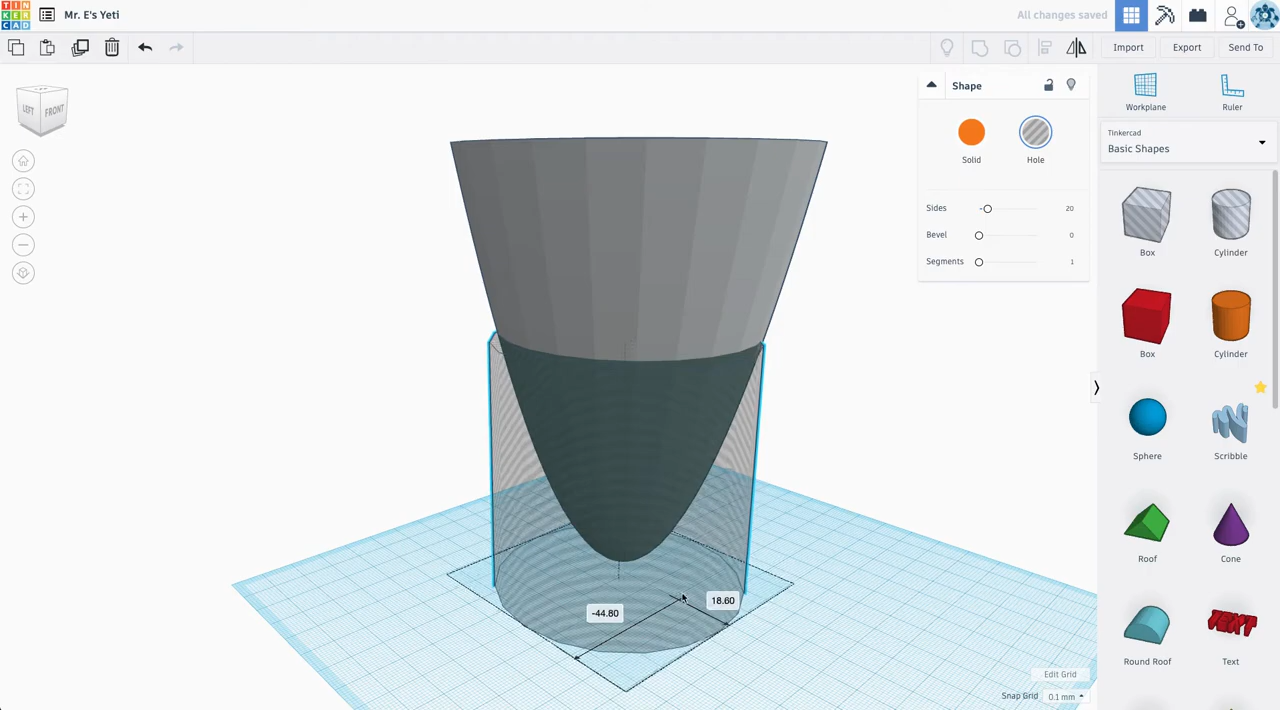 TIN
KER
CAD
Mr. E's Yeti
All changes saved
Import
Export
Send To
LEFT
FRONT
Shape
Solid
Hole
Sides
20
Bevel
0
Segments
1
Workplane
Ruler
Tinkercad
Basic Shapes
Box
Cylinder
Box
Cylinder
Sphere
Scribble
Roof
Cone
Round Roof
TEXT
Text
-44.80
18.60
Edit Grid
Snap Grid
0.1 mm